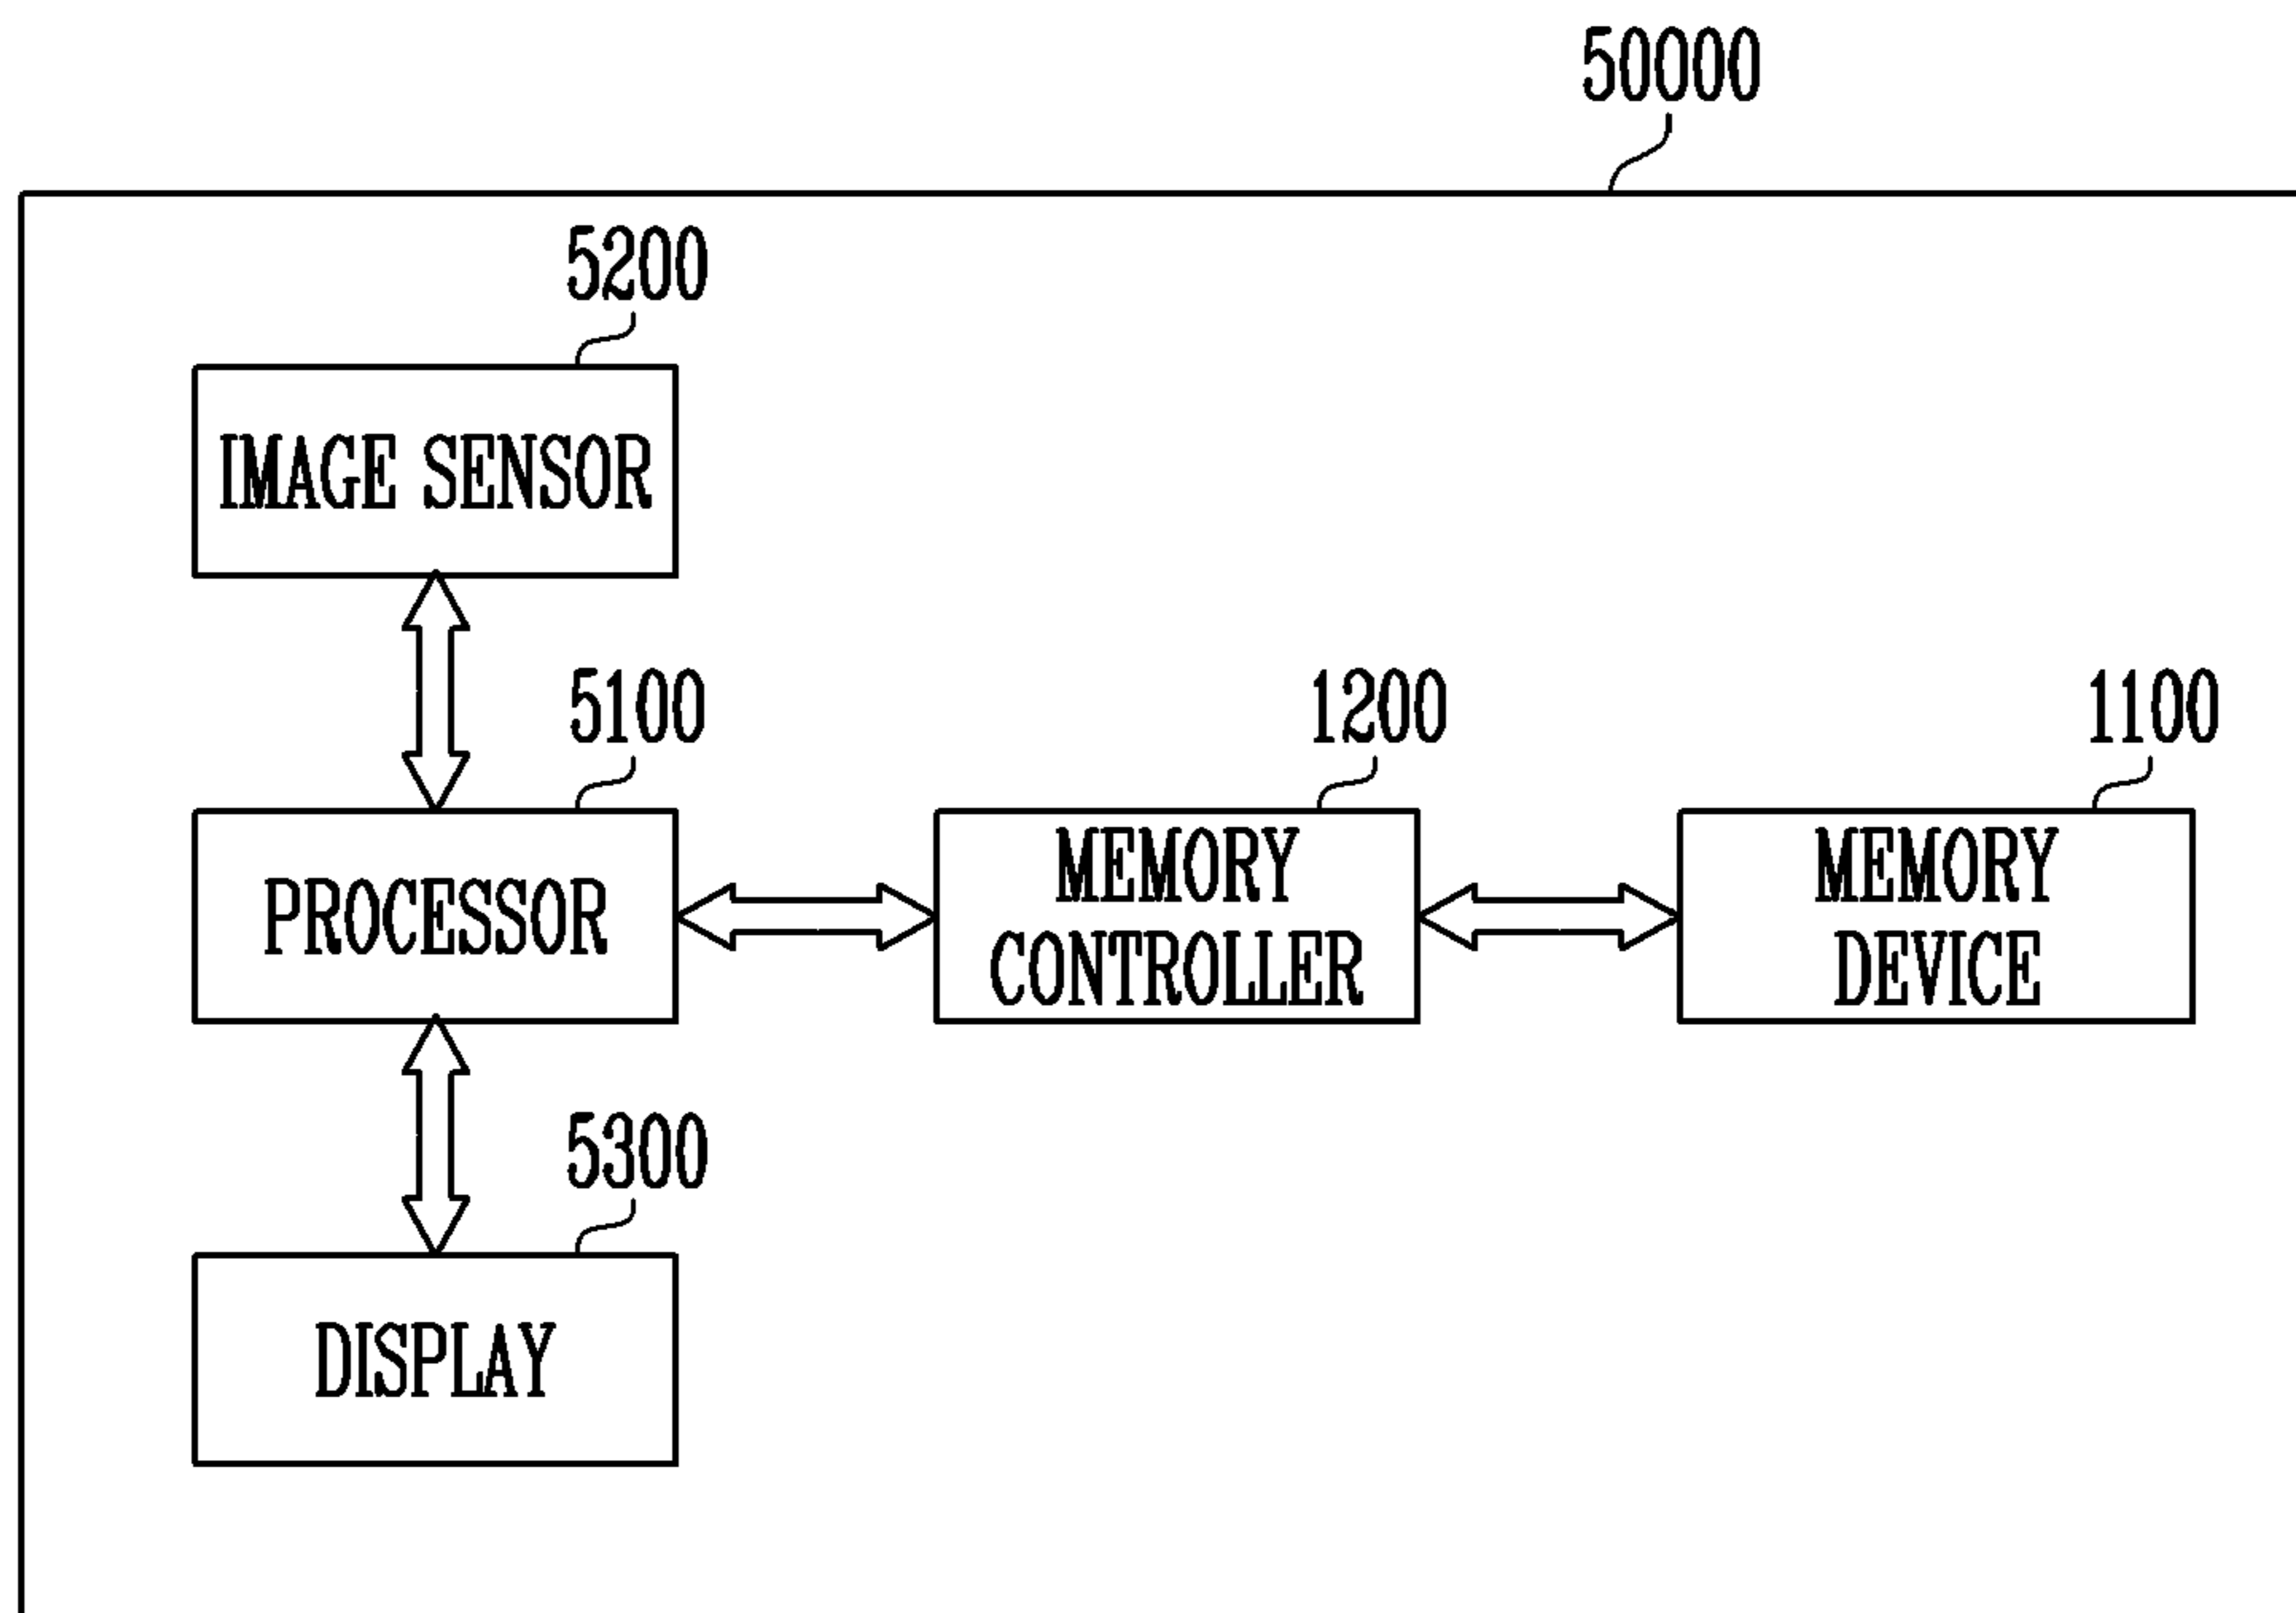 50000
5200
IMAGE SENSOR
5100
PROCESSOR
1200
MEMORY
CONTROLLER
1100
MEMORY
DEVICE
5300
DISPLAY